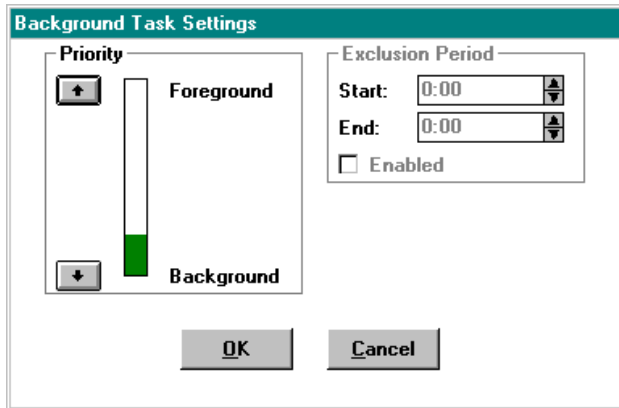 Background Task Settings
Priority
Foreground
Background
Exclusion Period
Start: 0:00
End: 0:00
Enabled
OK
Cancel